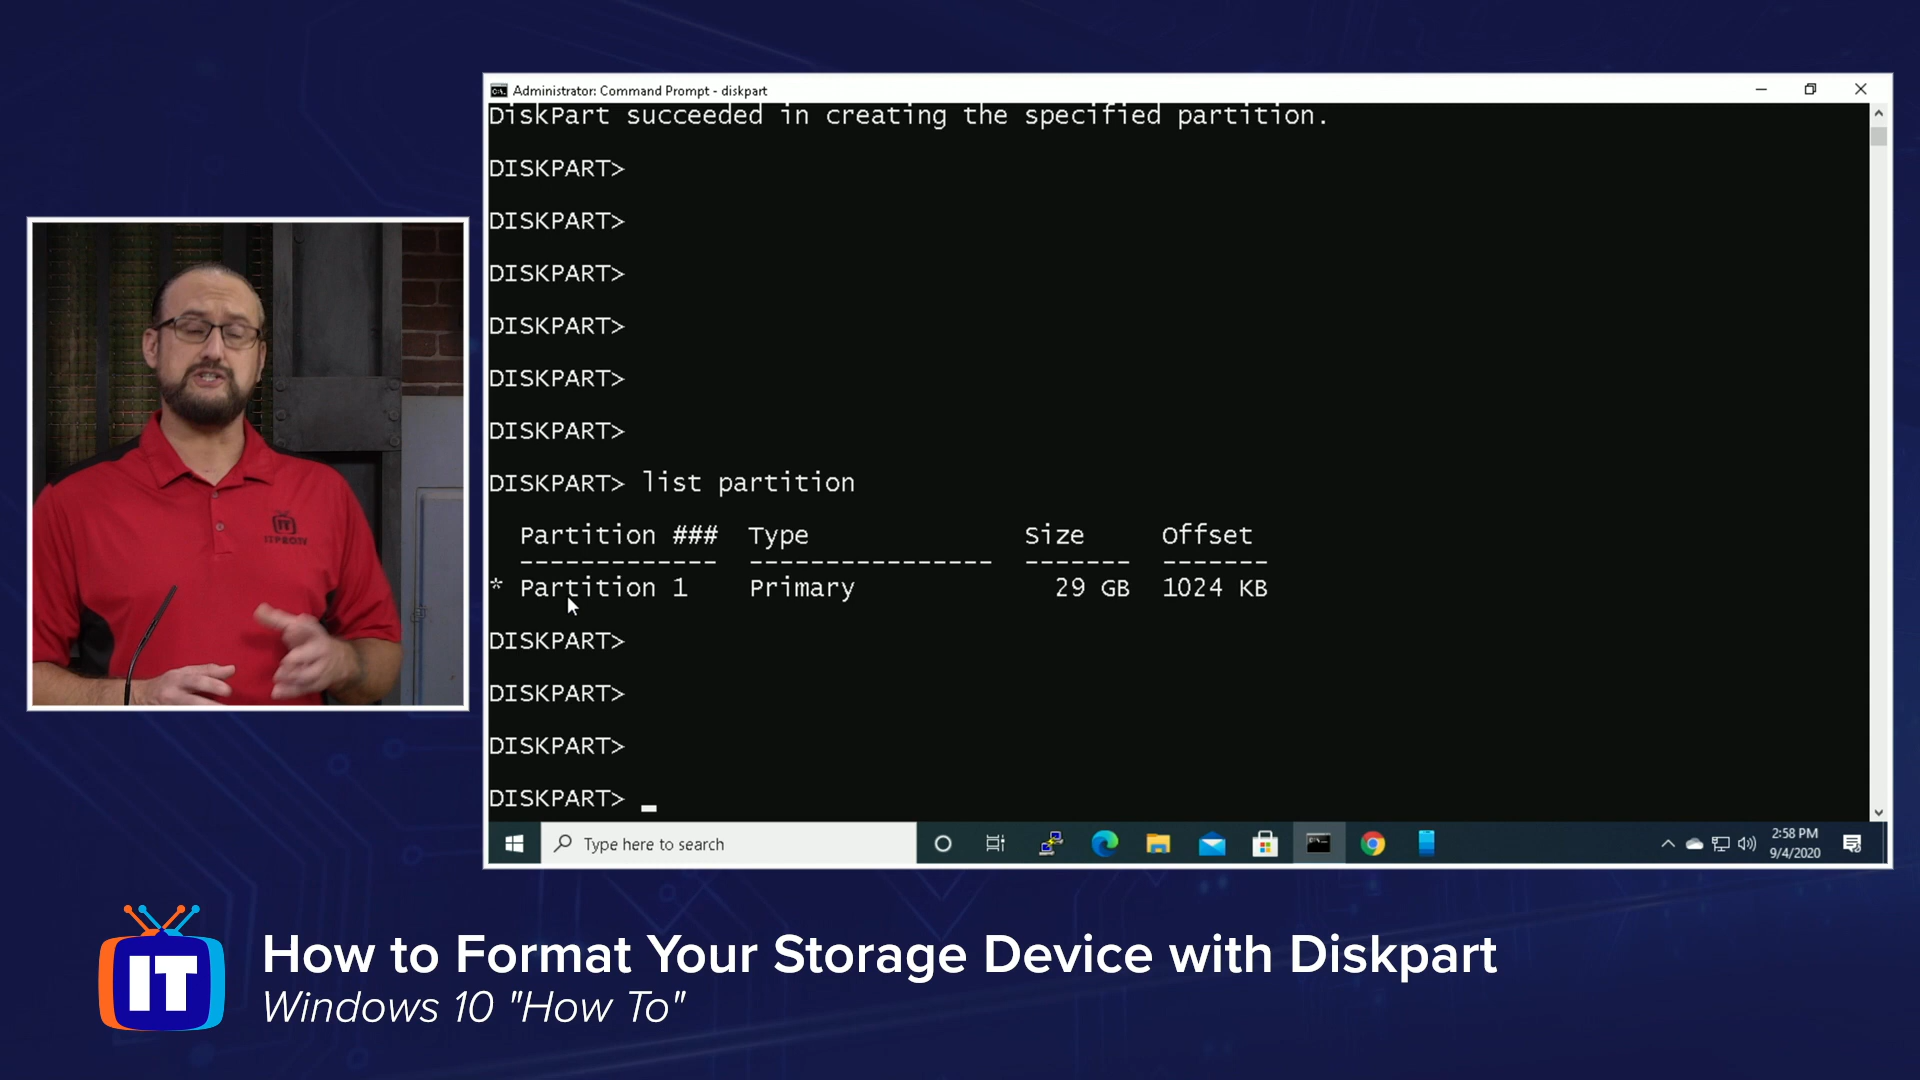 Administrator: Command Prompt - diskpart
DiskPart succeeded in creating the specified partition.
DISKPART>
DISKPART>
DISKPART>
DISKPART>
DISKPART>
DISKPART>
DISKPART> list partition
Partition ### Type Size Offset
------------- ---------------- ------- -------
* Partition 1 Primary 29 GB 1024 KB
DISKPART>
DISKPART>
DISKPART>
DISKPART> _
Type here to search
2:58 PM
9/4/2020
IT
ITPROTV
IT
How to Format Your Storage Device with Diskpart
Windows 10 "How To"